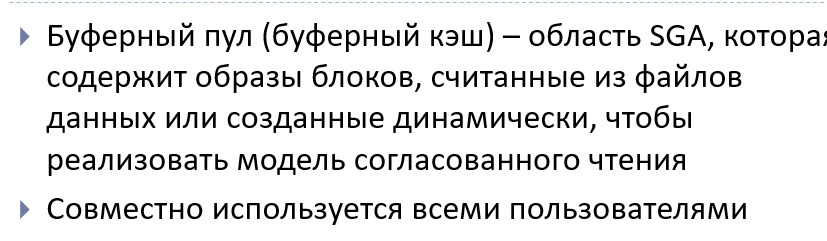 Буферный пул (буферный кэш) – область SGA, которая
содержит образы блоков, считанные из файлов
данных или созданные динамически, чтобы
реализовать модель согласованного чтения
Совместно используется всеми пользователями